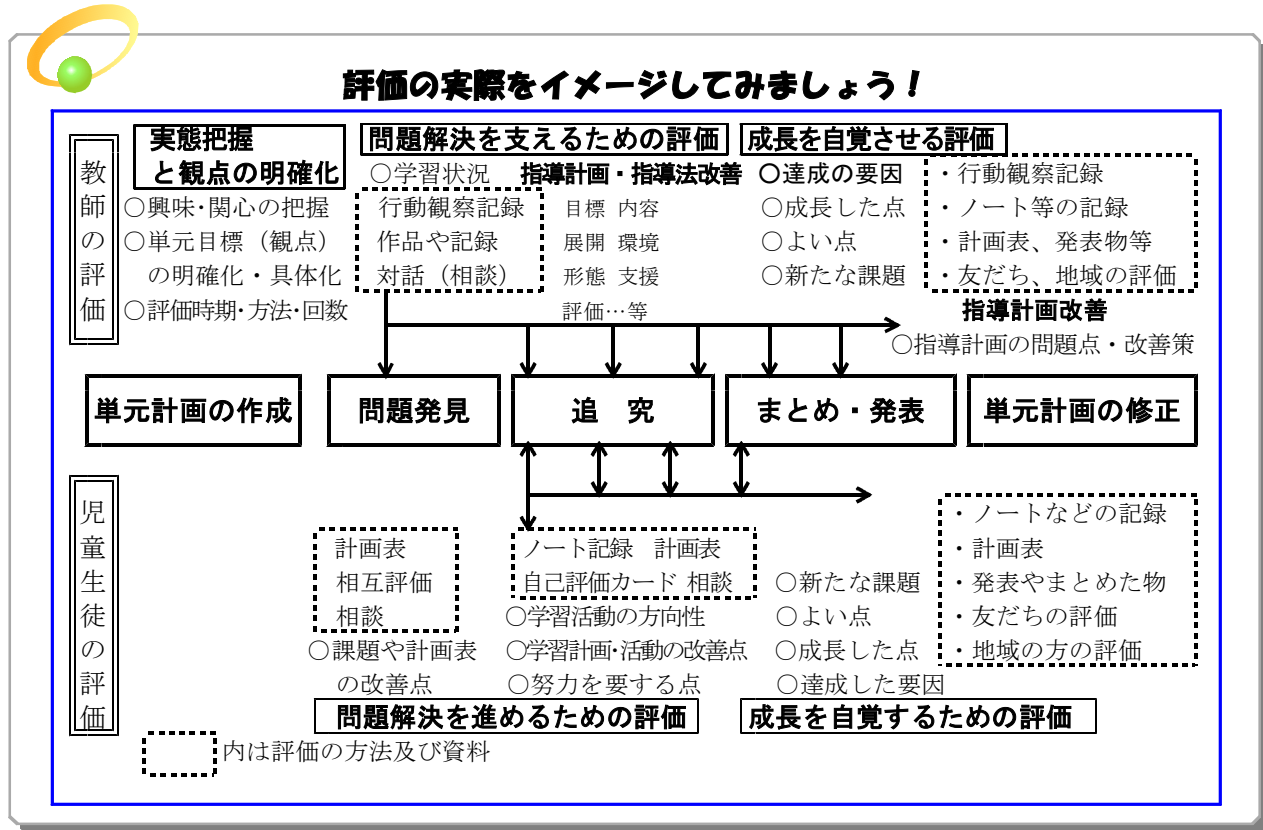 評価の実際をイメージしてみましょう！
教師の評価
実態把握
と観点の明確化
○興味･関心の把握
○単元目標（観点）
の明確化・具体化
○評価時期･方法･回数
問題解決を支えるための評価
○学習状況
行動観察記録
作品や記録
対話（相談）
指導計画・指導法改善
目標 内容
展開 環境
形態 支援
評価…等
成長を自覚させる評価
○達成の要因
○成長した点
○よい点
○新たな課題
・行動観察記録
・ノート等の記録
・計画表、発表物等
・友だち、地域の評価
指導計画改善
○指導計画の問題点・改善策
単元計画の作成
問題発見
追　究
まとめ・発表
単元計画の修正
児童生徒の評価
計画表
相互評価
相談
○課題や計画表
の改善点
ノート記録　計画表
自己評価カード 相談
○学習活動の方向性
○学習計画･活動の改善点
○努力を要する点
問題解決を進めるための評価
○新たな課題
○よい点
○成長した点
○達成した要因
成長を自覚するための評価
・ノートなどの記録
・計画表
・発表やまとめた物
・友だちの評価
・地域の方の評価
内は評価の方法及び資料